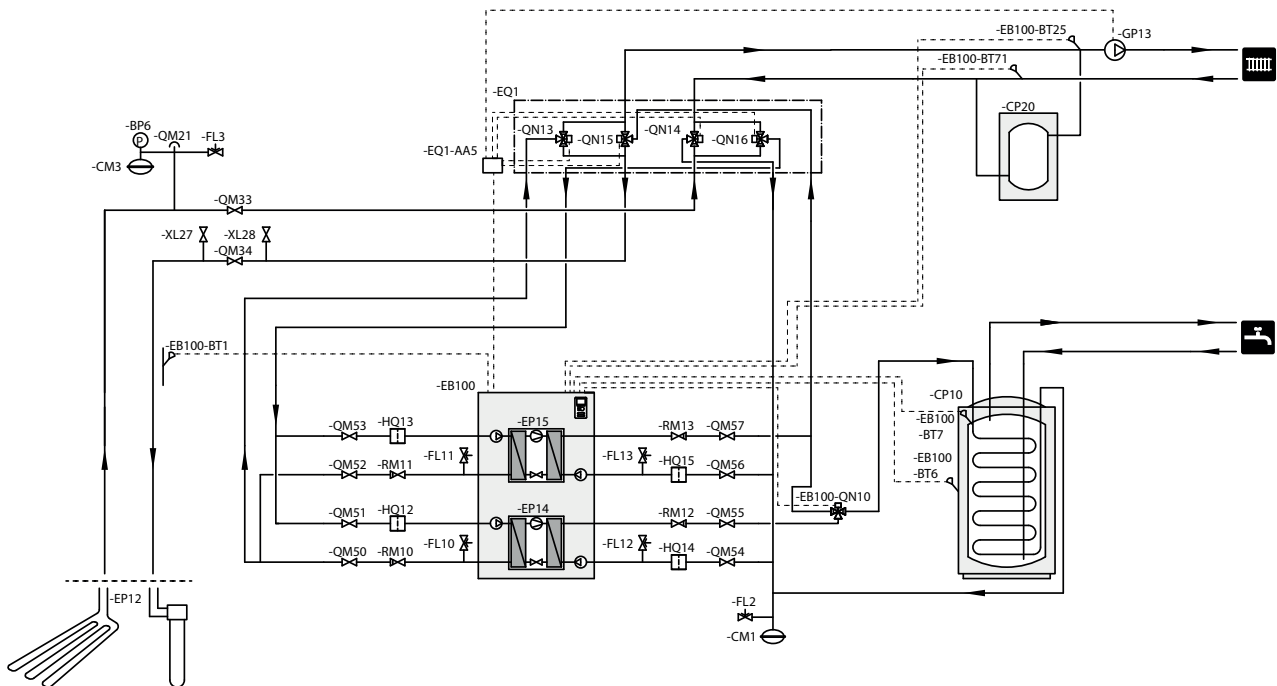 -EB100-BT25
-GP13
-EB100-BT71
-EQ1
-CP20
-BP6
P
-QM21
-FL3
-CM3
-QN13
-QN15
-QN14
-QN16
-EQ1-AA5
-QM33
-XL27
-XL28
-QM34
-EB100-BT1
-EB100
-CP10
-EB100
-BT7
-EB100
-BT6
-QM53
-HQ13
-EP15
-RM13
-QM57
-QM52
-RM11
-FL11
-FL13
-HQ15
-QM56
-EB100-QN10
-QM51
-HQ12
-EP14
-RM12
-QM55
-QM50
-RM10
-FL10
-FL12
-HQ14
-QM54
-EP12
-FL2
-CM1